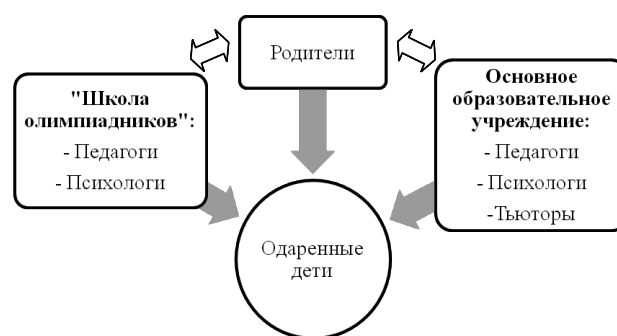 Родители
"Школа
олимпиадников":
- Педагоги
- Психологи
Основное
образовательное
учреждение:
- Педагоги
- Психологи
-Тьюторы
Одаренные
дети